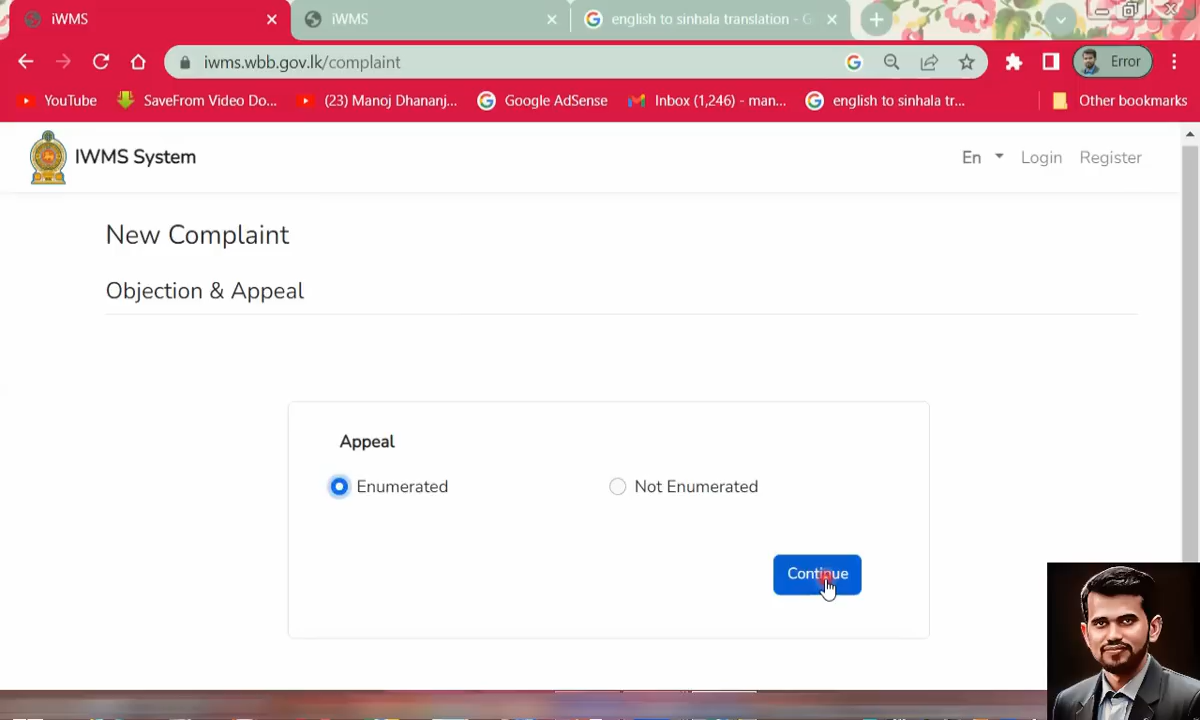 iWMS
iWMS
english to sinhala translation - G
iwms.wbb.gov.lk/complaint
Error
YouTube
SaveFrom Video Do...
(23) Manoj Dhananj...
Google AdSense
Inbox (1,246) - man...
english to sinhala tr...
Other bookmarks
IWMS System
En
Login
Register
New Complaint
Objection & Appeal
Appeal
Enumerated
Not Enumerated
Continue